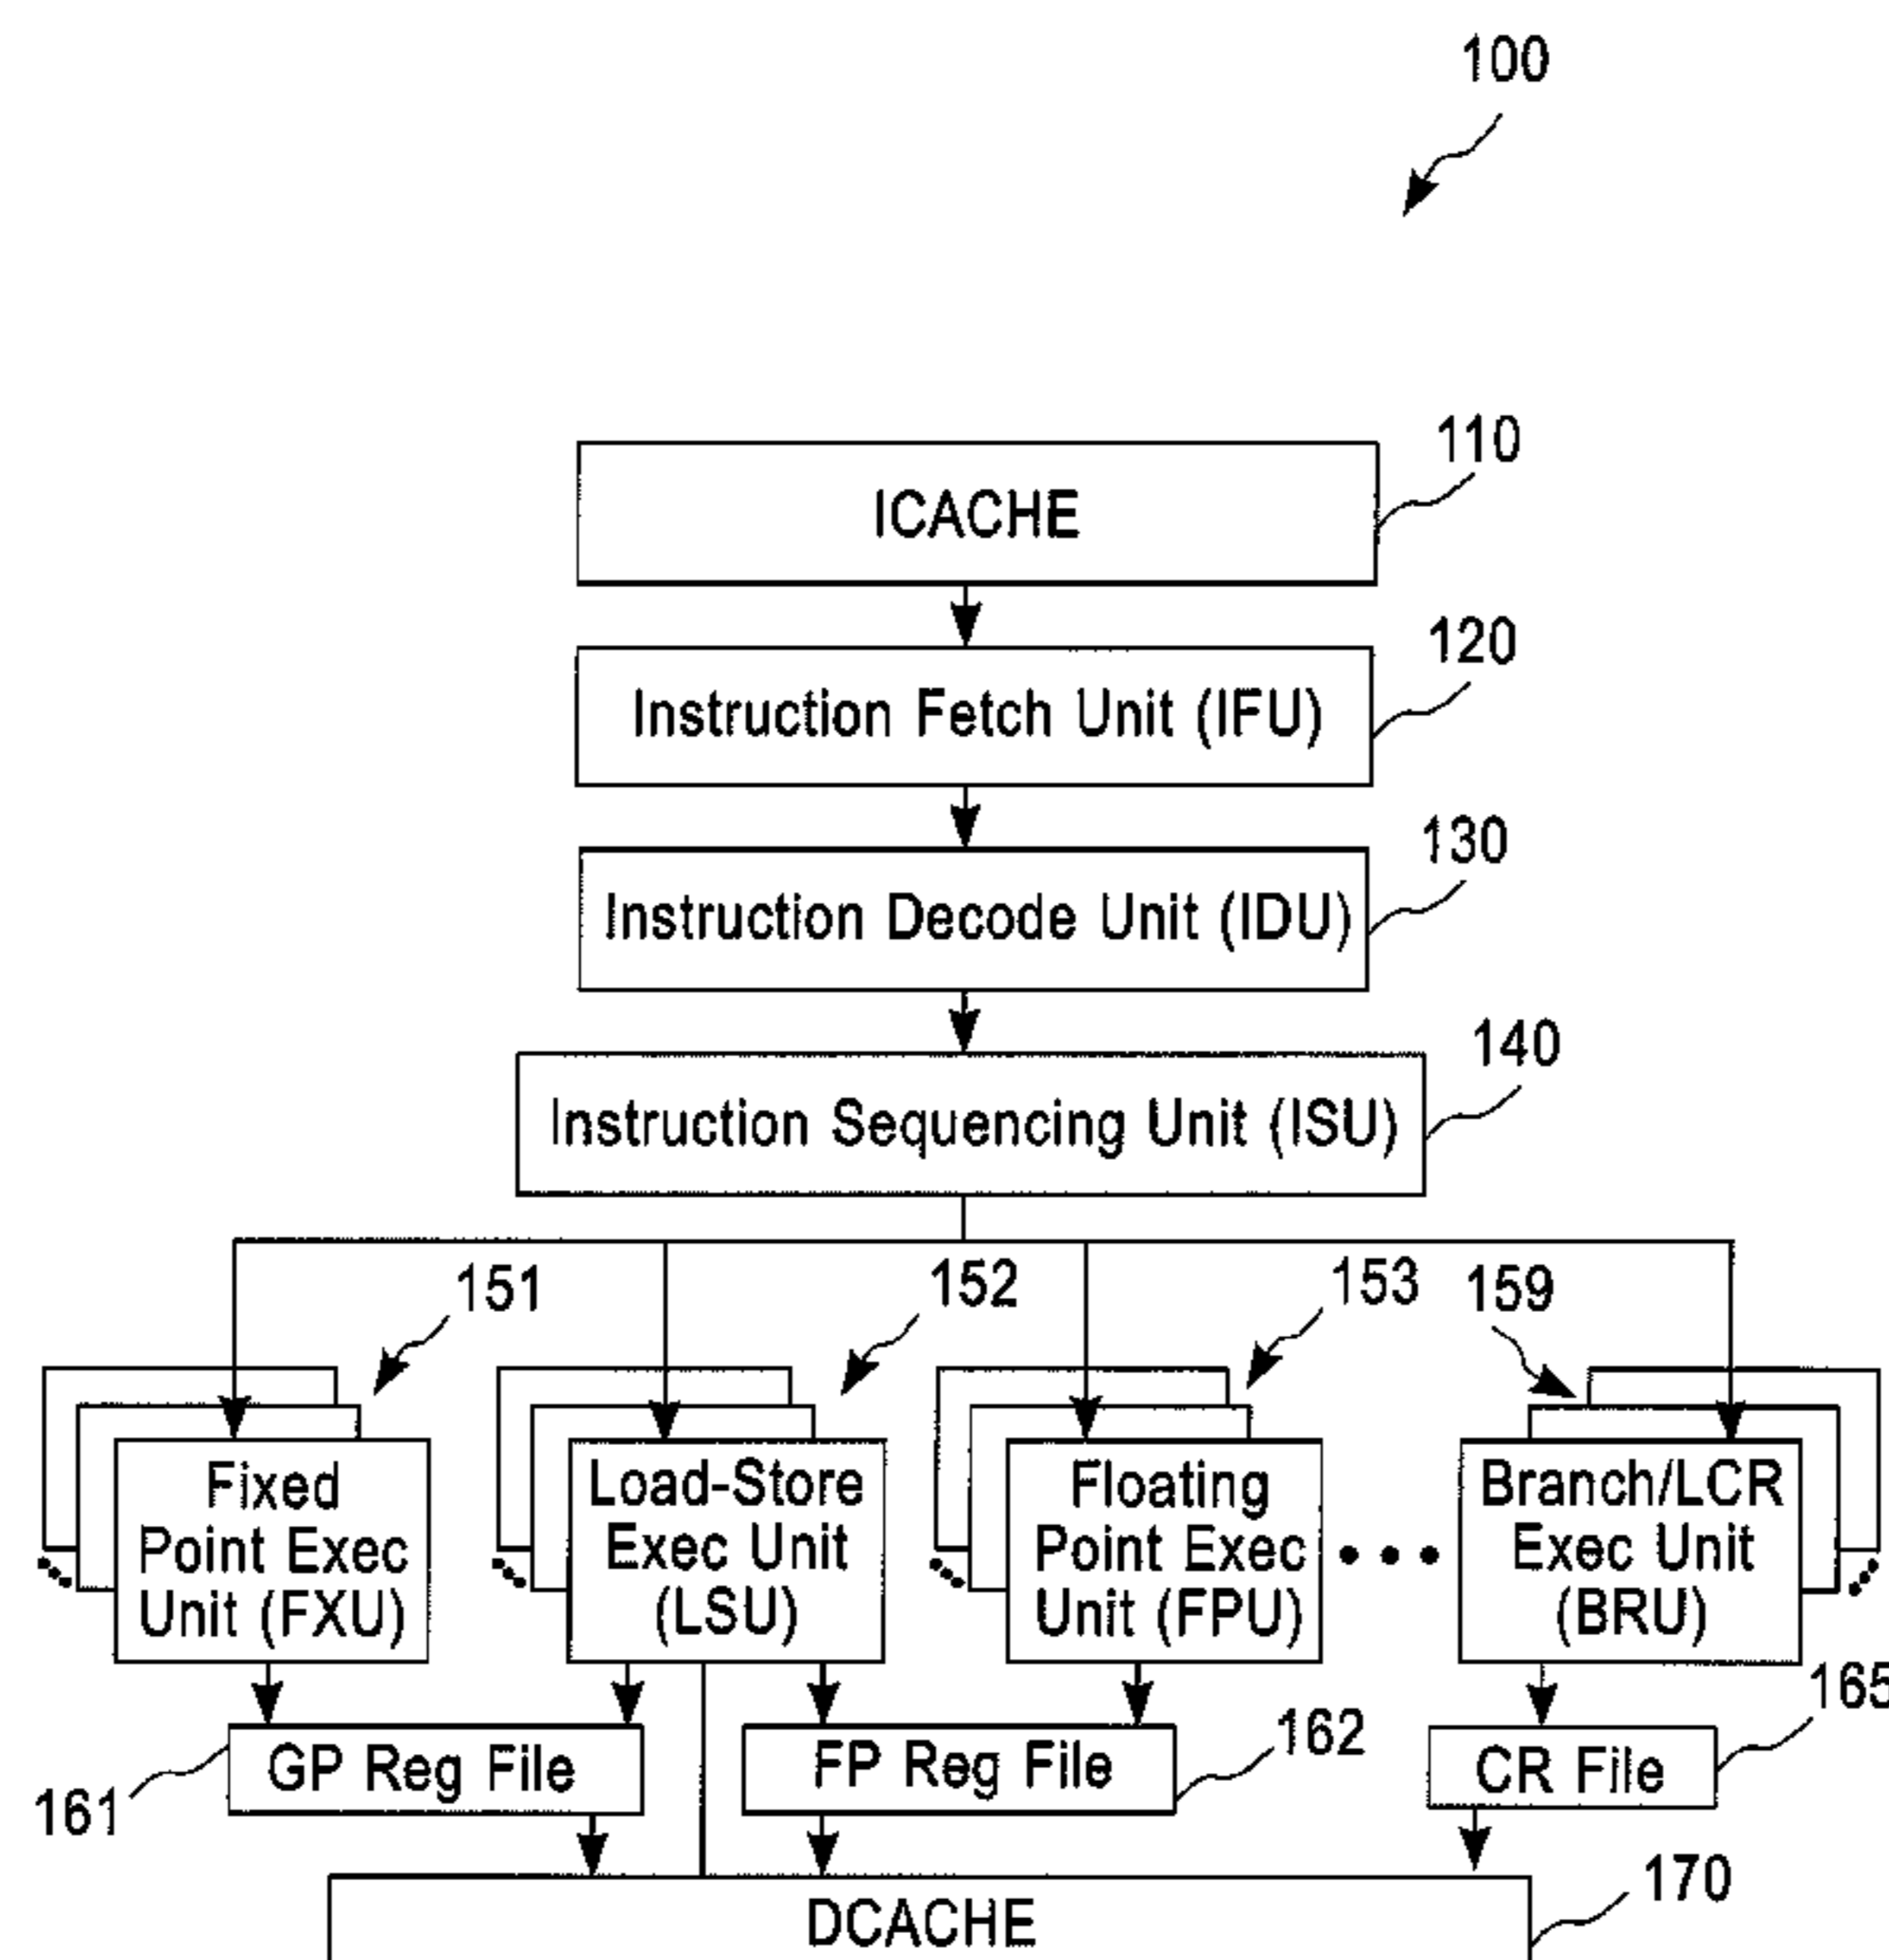 100
110
ICACHE
120
Instruction Fetch Unit (IFU)
130
Instruction Decode Unit (IDU)
140
Instruction Sequencing Unit (ISU)
151
152
153
159
Fixed
Point Exec
Unit (FXU)
Load-Store
Exec Unit
(LSU)
Floating
Point Exec
Unit (FPU)
Branch/LCR
Exec Unit
(BRU)
161
GP Reg File
FP Reg File
162
CR File
165
DCACHE
170